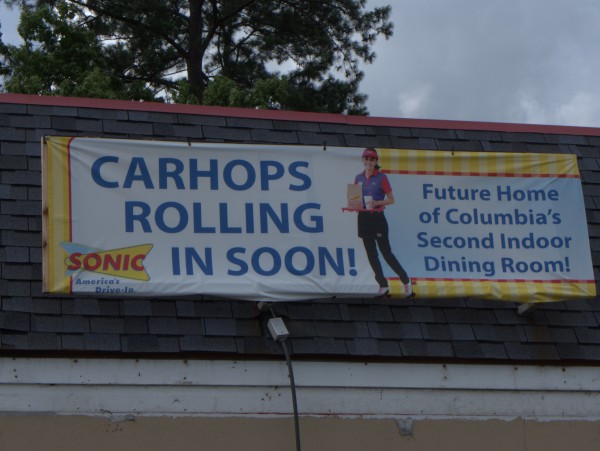 CARHOPS
ROLLING
IN SOON!
SONIC
America's
Drive-In.
Future Home
of Columbia's
Second Indoor
Dining Room!